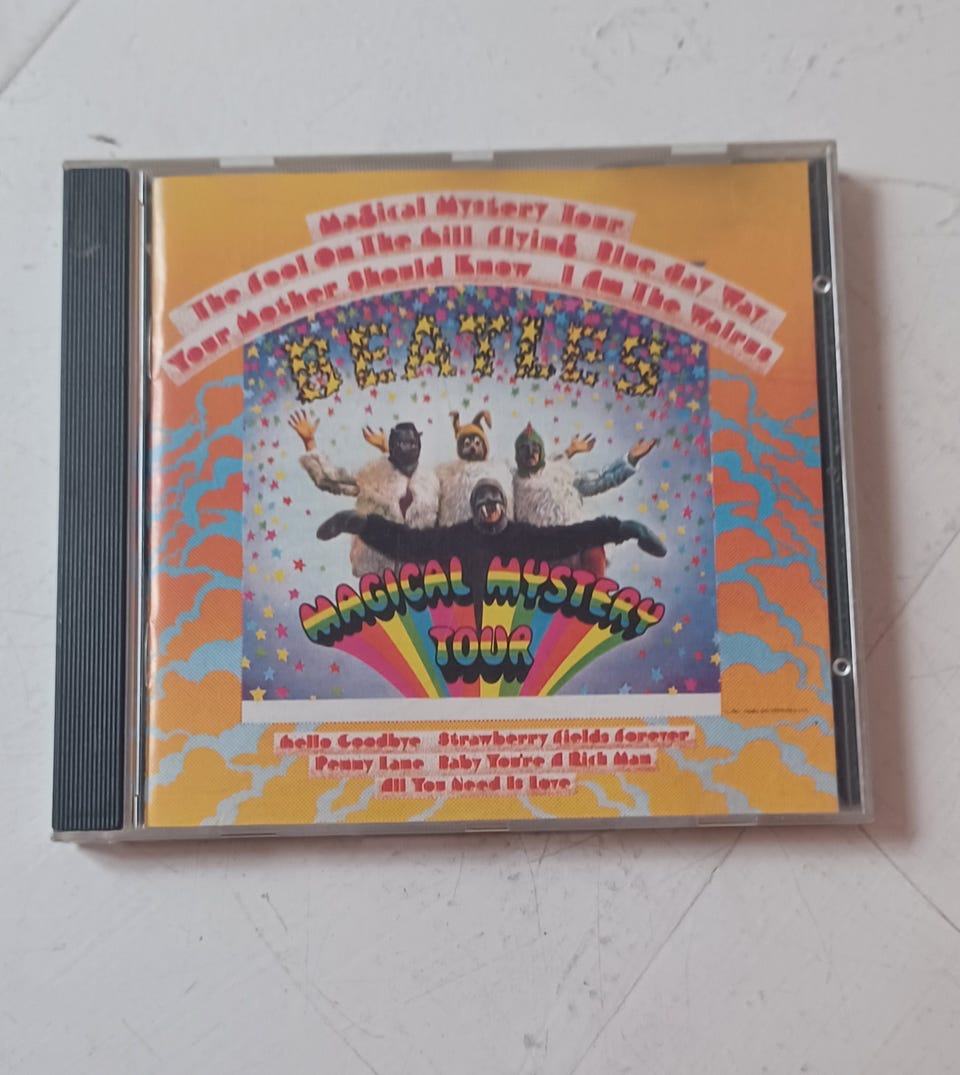 Magical Mystery Tour
The Fool On The Hill Flying Blue Jay Way
Your Mother Should Know I Am The Walrus
BEATLES
MAGICAL MYSTERY
TOUR
Hello Goodbye Strawberry Fields Forever
Penny Lane Baby You're A Rich Man
All You Need Is Love